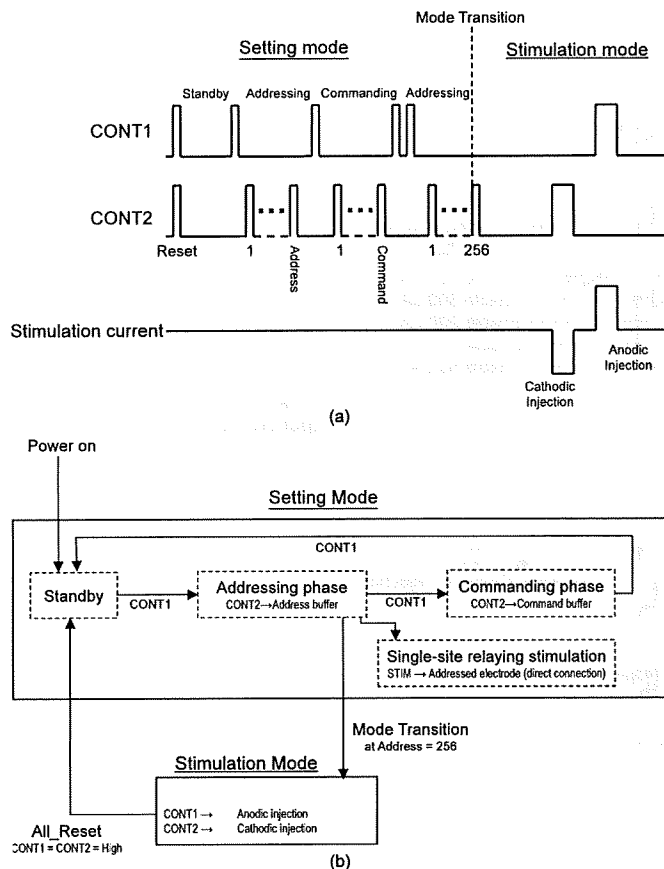 Mode Transition
Setting mode
Stimulation mode
Standby
Addressing
Commanding
Addressing
CONT1
CONT2
Reset
1
Address
1
Command
1
256
Stimulation current
Anodic
Injection
Cathodic
Injection
(a)
Power on
Setting Mode
CONT1
Standby
CONT1
Addressing phase
CONT2→Address buffer
CONT1
Commanding phase
CONT2→Command buffer
Single-site relaying stimulation
STIM → Addressed electrode (direct connection)
Mode Transition
at Address = 256
Stimulation Mode
CONT1 → Anodic injection
CONT2 → Cathodic injection
All_Reset
CONT1 = CONT2 = High
(b)